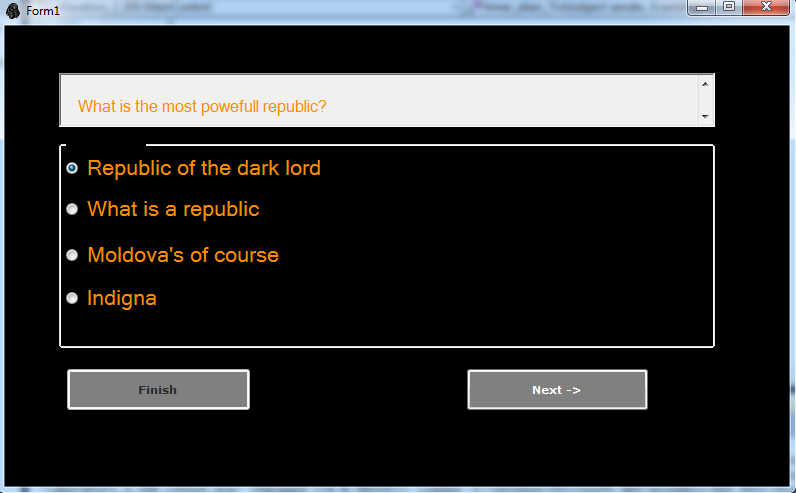 Form1
What is the most powefull republic?
Republic of the dark lord
What is a republic
Moldova's of course
Indigna
Finish
Next ->